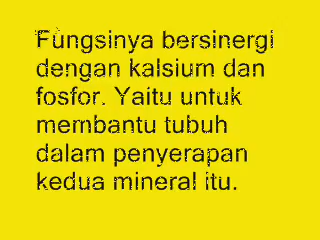 Fungsinya bersinergi
dengan kalsium dan
fosfor. Yaitu untuk
membantu tubuh
dalam penyerapan
kedua mineral itu.